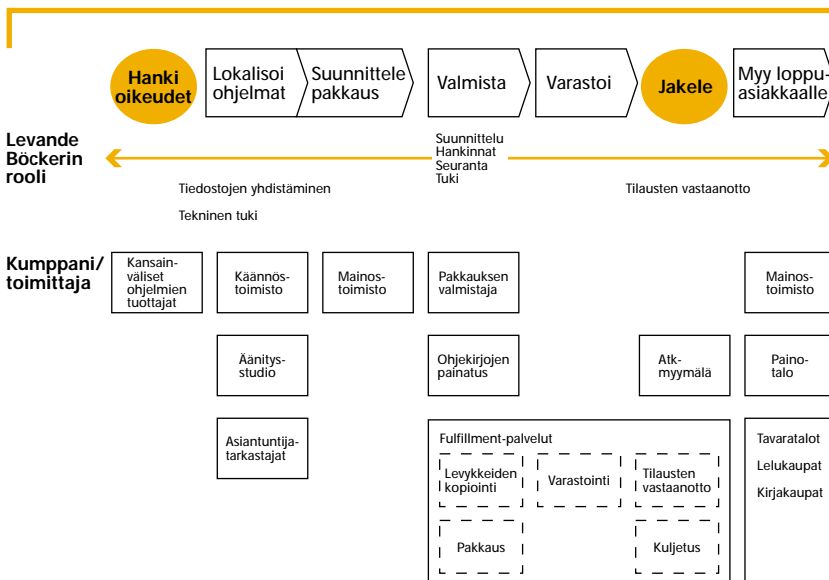 Hanki
oikeudet
Lokalisoi
ohjelmat
Suunnittele
pakkaus
Valmista
Varastoi
Jakele
Myy loppu-
asiakkaalle
Levande
Böckerin
rooli
Suunnittelu
Hankinnat
Seuranta
Tuki
Tiedostojen yhdistäminen
Tekninen tuki
Tilausten vastaanotto
Kumppani/
toimittaja
Kansain-
väliset
ohjelmien
tuottajat
Käännös-
toimisto
Mainos-
toimisto
Pakkauksen
valmistaja
Mainos-
toimisto
Äänitys-
studio
Ohjekirjojen
painatus
Atk-
myymälä
Paino-
talo
Asiantuntija-
tarkastajat
Fulfillment-palvelut
Levykkeiden
kopiointi
Varastointi
Tilausten
vastaanotto
Pakkaus
Kuljetus
Tavaratalot
Lelukaupat
Kirjakaupat